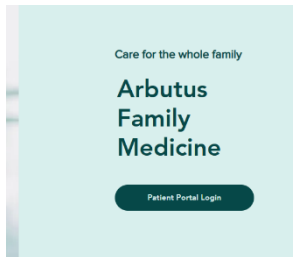 Care for the whole family
Arbutus
Family
Medicine
Patient Portal Login